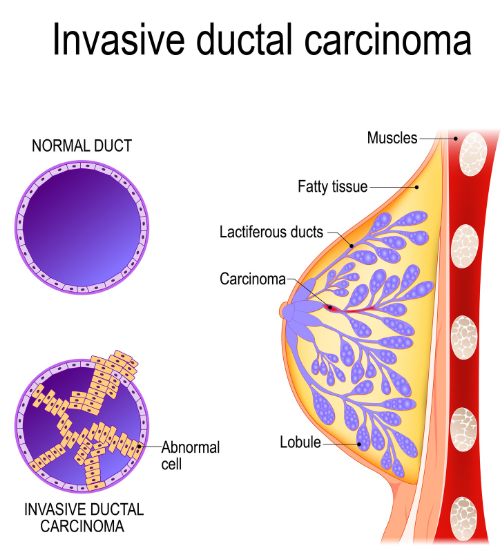 Invasive ductal carcinoma
NORMAL DUCT
Muscles
Fatty tissue
Lactiferous ducts
Carcinoma
Lobule
Abnormal
cell
INVASIVE DUCTAL
CARCINOMA